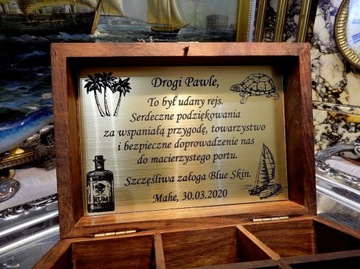 Drogi Pawle,
To był udany rejs.
Serdeczne podziękowania
za wspaniałą przygodę, towarzystwo
i bezpieczne doprowadzenie nas
do macierzystego portu.
Szczęśliwa załoga Blue Skin.
Mahe, 30.03.2020
RUM